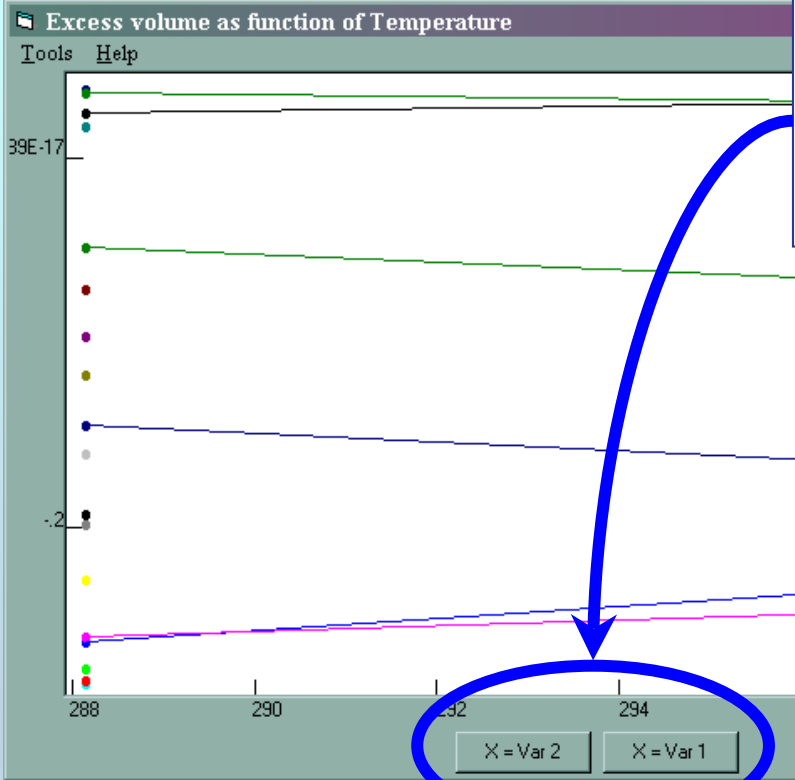 Excess volume as function of Temperature
Tools Help
39E-17
-.2
288 290 292 294
X = Var 2 X = Var 1